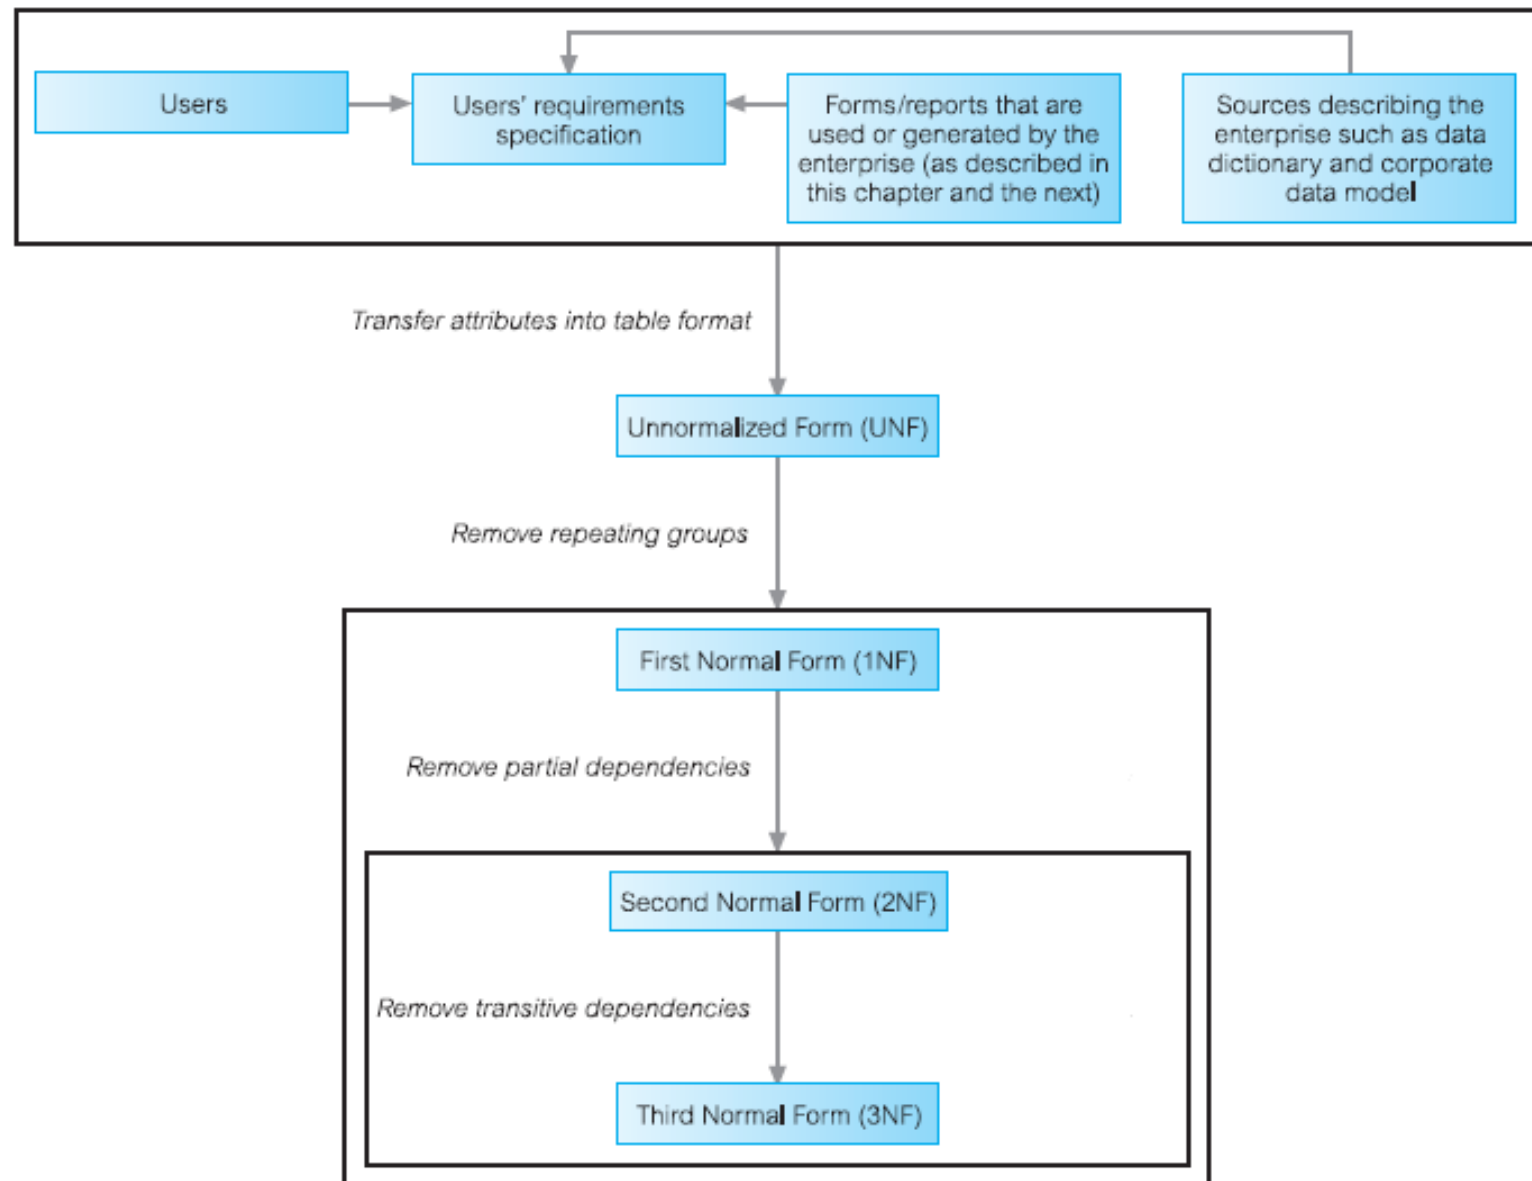 Users
Users' requirements
specification
Forms/reports that are
used or generated by the
enterprise (as described in
this chapter and the next)
Sources describing the
enterprise such as data
dictionary and corporate
data model
Transfer attributes into table format
Unnormalized Form (UNF)
Remove repeating groups
First Normal Form (1NF)
Remove partial dependencies
Second Normal Form (2NF)
Remove transitive dependencies
Third Normal Form (3NF)